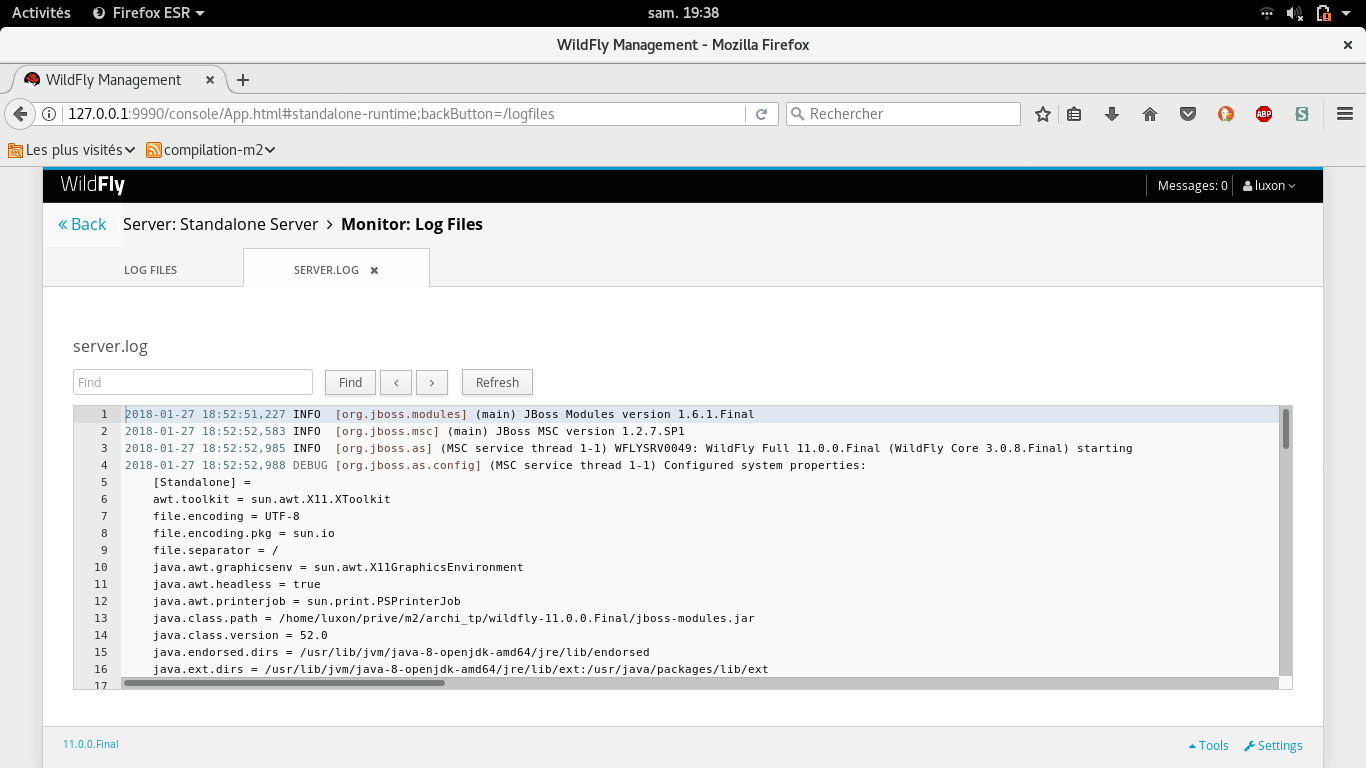 Activités Firefox ESR sam. 19:38
WildFly Management - Mozilla Firefox
WildFly Management
127.0.0.1:9990/console/App.html#standalone-runtime;backButton=/logfiles Rechercher ABP S
Les plus visités compilation-m2
WildFly Messages: 0 luxon
« Back Server: Standalone Server > Monitor: Log Files
LOG FILES SERVER.LOG
server.log
Find Find < > Refresh
1 2018-01-27 18:52:51,227 INFO [org.jboss.modules] (main) JBoss Modules version 1.6.1.Final
2 2018-01-27 18:52:52,583 INFO [org.jboss.msc] (main) JBoss MSC version 1.2.7.SP1
3 2018-01-27 18:52:52,985 INFO [org.jboss.as] (MSC service thread 1-1) WFLYSRV0049: WildFly Full 11.0.0.Final (WildFly Core 3.0.8.Final) starting
4 2018-01-27 18:52:52,988 DEBUG [org.jboss.as.config] (MSC service thread 1-1) Configured system properties:
5 [Standalone] =
6 awt.toolkit = sun.awt.X11.XToolkit
7 file.encoding = UTF-8
8 file.encoding.pkg = sun.io
9 file.separator = /
10 java.awt.graphicsenv = sun.awt.X11GraphicsEnvironment
11 java.awt.headless = true
12 java.awt.printerjob = sun.print.PSPrinterJob
13 java.class.path = /home/luxon/prive/m2/archi_tp/wildfly-11.0.0.Final/jboss-modules.jar
14 java.class.version = 52.0
15 java.endorsed.dirs = /usr/lib/jvm/java-8-openjdk-amd64/jre/lib/endorsed
16 java.ext.dirs = /usr/lib/jvm/java-8-openjdk-amd64/jre/lib/ext:/usr/java/packages/lib/ext
17
11.0.0.Final Tools Settings